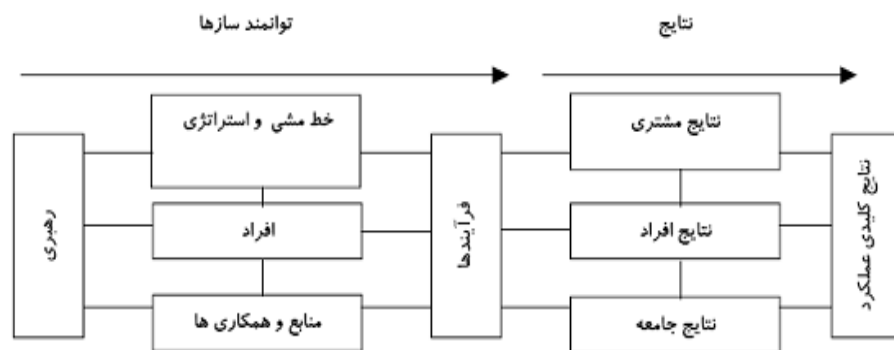 توانمند سازها
نتایج
رهبری
خط مشی و استراتژی
افراد
منابع و همکاری ها
فرآیندها
نتایج مشتری
نتایج افراد
نتایج جامعه
نتایج کلیدی عملکرد